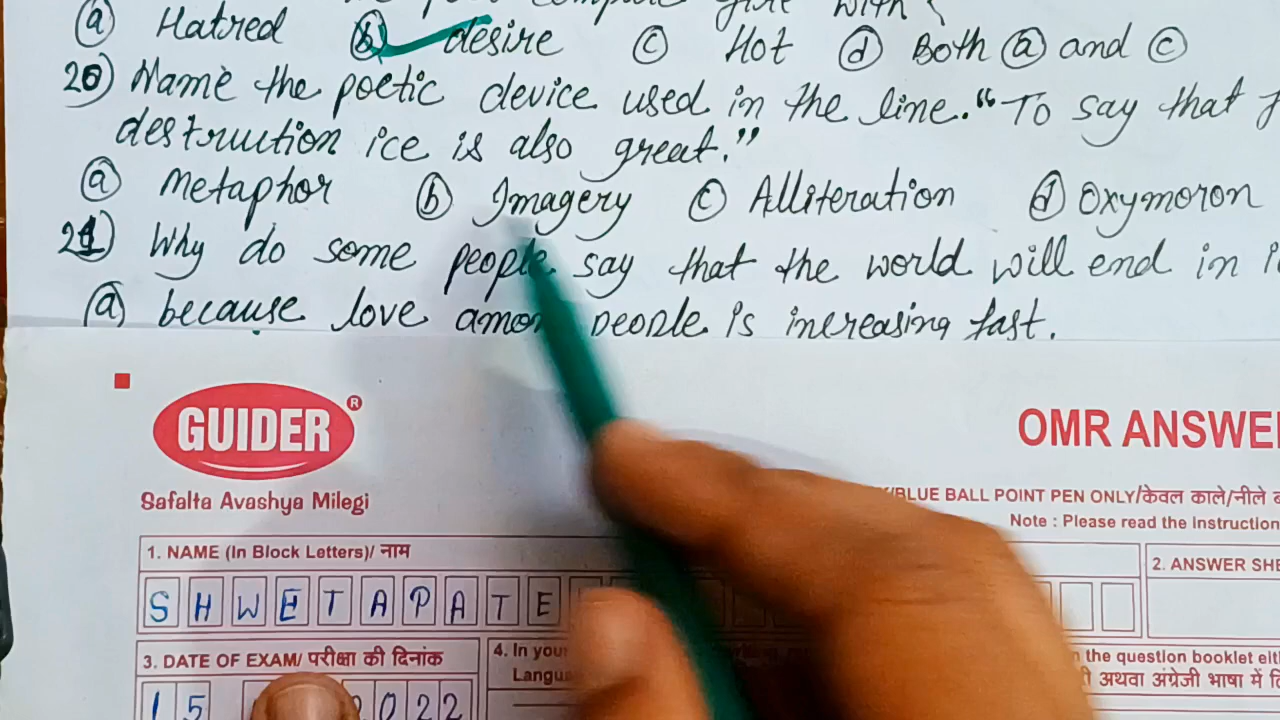 with
ⓐ Hatred ⓑ desire ⓒ Hot ⓓ Both ⓐ and ⓒ
20) Name the poetic device used in the line. "To say that
destruction ice is also great."
ⓐ Metaphor ⓑ Imagery ⓒ Alliteration ⓓ Oxymoron
21) Why do some people say that the world will end in
ⓐ because love people is increasing fast.
GUIDER ®
Safalta Avashya Milegi
OMR ANSWE
/BLUE BALL POINT PEN ONLY/केवल काले/नीले
Note : Please read the Instruction
1. NAME (In Block Letters)/ नाम
2. ANSWER SHE
SHWETAPATE
3. DATE OF EXAM/ परीक्षा की दिनांक
4. In you
Langu
the question booklet eit
अथवा अंग्रेजी भाषा में
15 2022